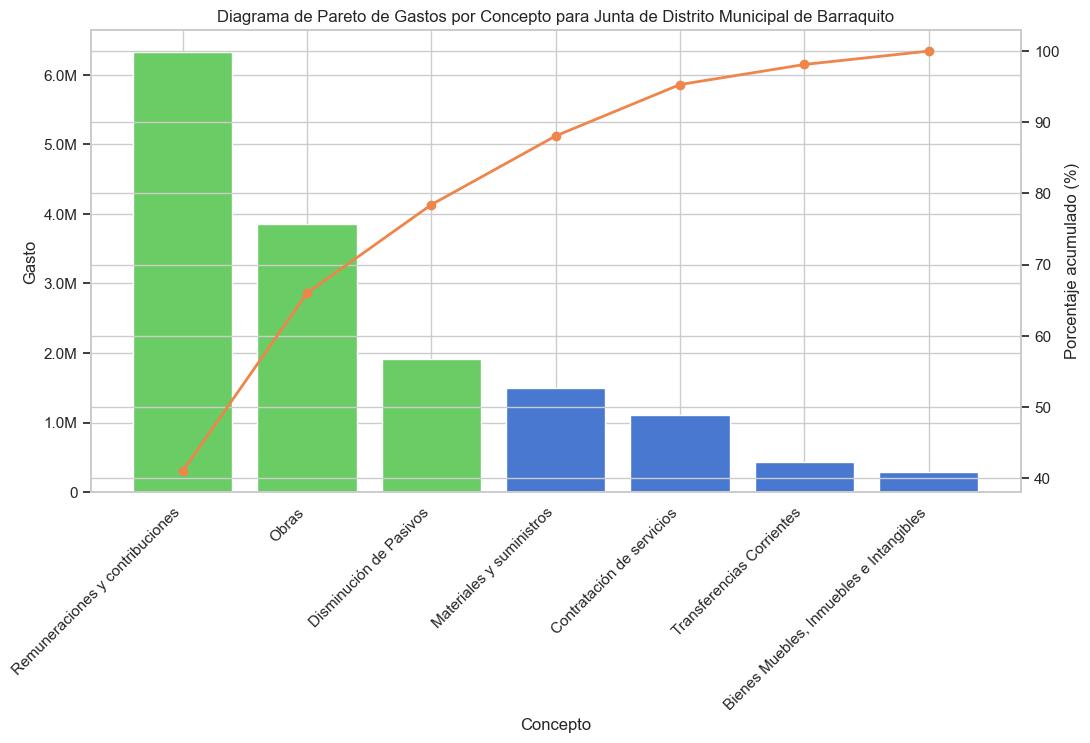 Diagrama de Pareto de Gastos por Concepto para Junta de Distrito Municipal de Barraquito
Gasto
6.0M
5.0M
4.0M
3.0M
2.0M
1.0M
0
100
90
80
70
60
50
40
Porcentaje acumulado (%)
Remuneraciones y contribuciones
Obras
Disminución de Pasivos
Materiales y suministros
Contratación de servicios
Transferencias Corrientes
Bienes Muebles, Inmuebles e Intangibles
Concepto